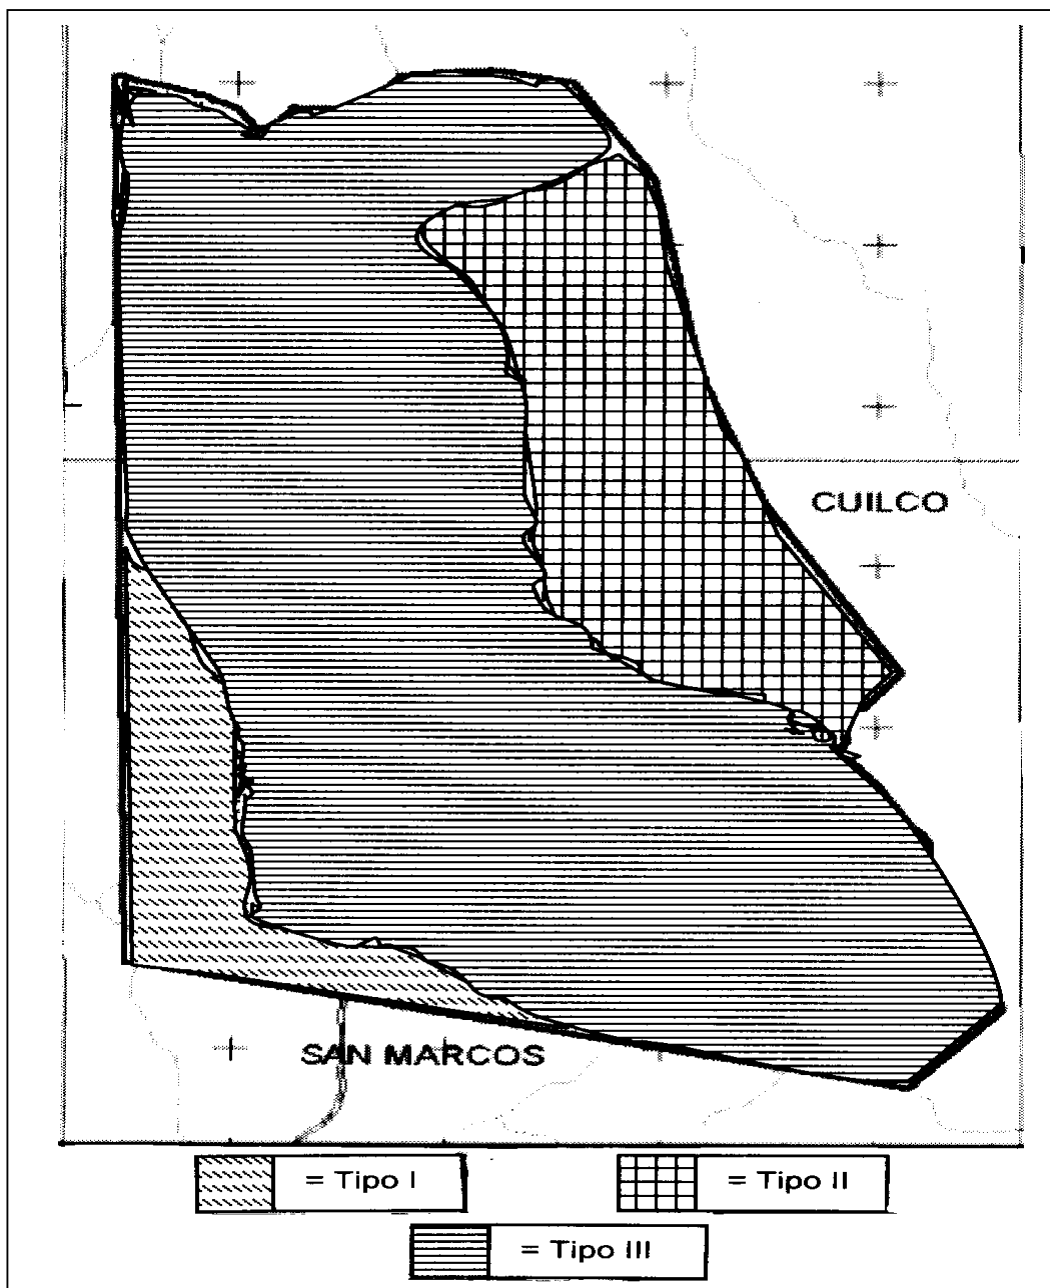 CUILCO
SAN MARCOS
= Tipo I
= Tipo II
= Tipo III